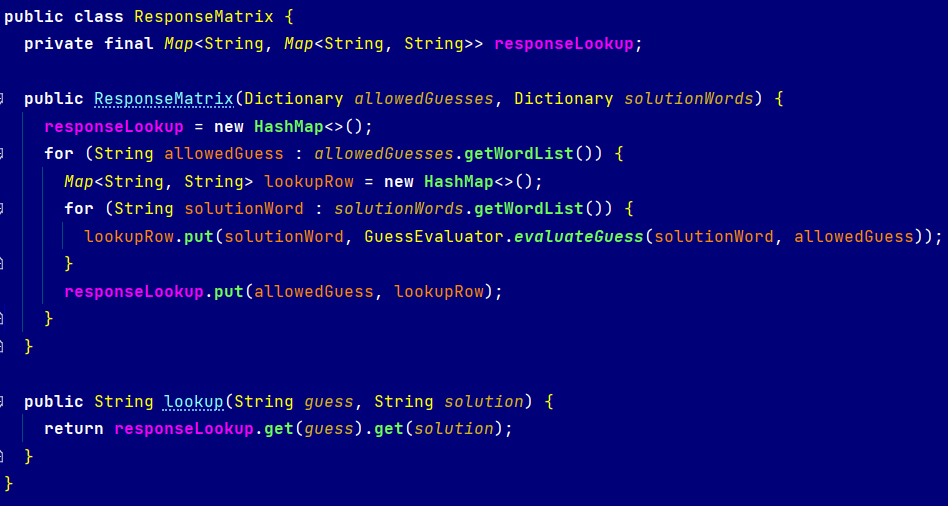 public class ResponseMatrix {
  private final Map<String, Map<String, String>> responseLookup;

  public ResponseMatrix(Dictionary allowedGuesses, Dictionary solutionWords) {
    responseLookup = new HashMap<>();
    for (String allowedGuess : allowedGuesses.getWordList()) {
      Map<String, String> lookupRow = new HashMap<>();
      for (String solutionWord : solutionWords.getWordList()) {
        lookupRow.put(solutionWord, GuessEvaluator.evaluateGuess(solutionWord, allowedGuess));
      }
      responseLookup.put(allowedGuess, lookupRow);
    }
  }

  public String lookup(String guess, String solution) {
    return responseLookup.get(guess).get(solution);
  }
}